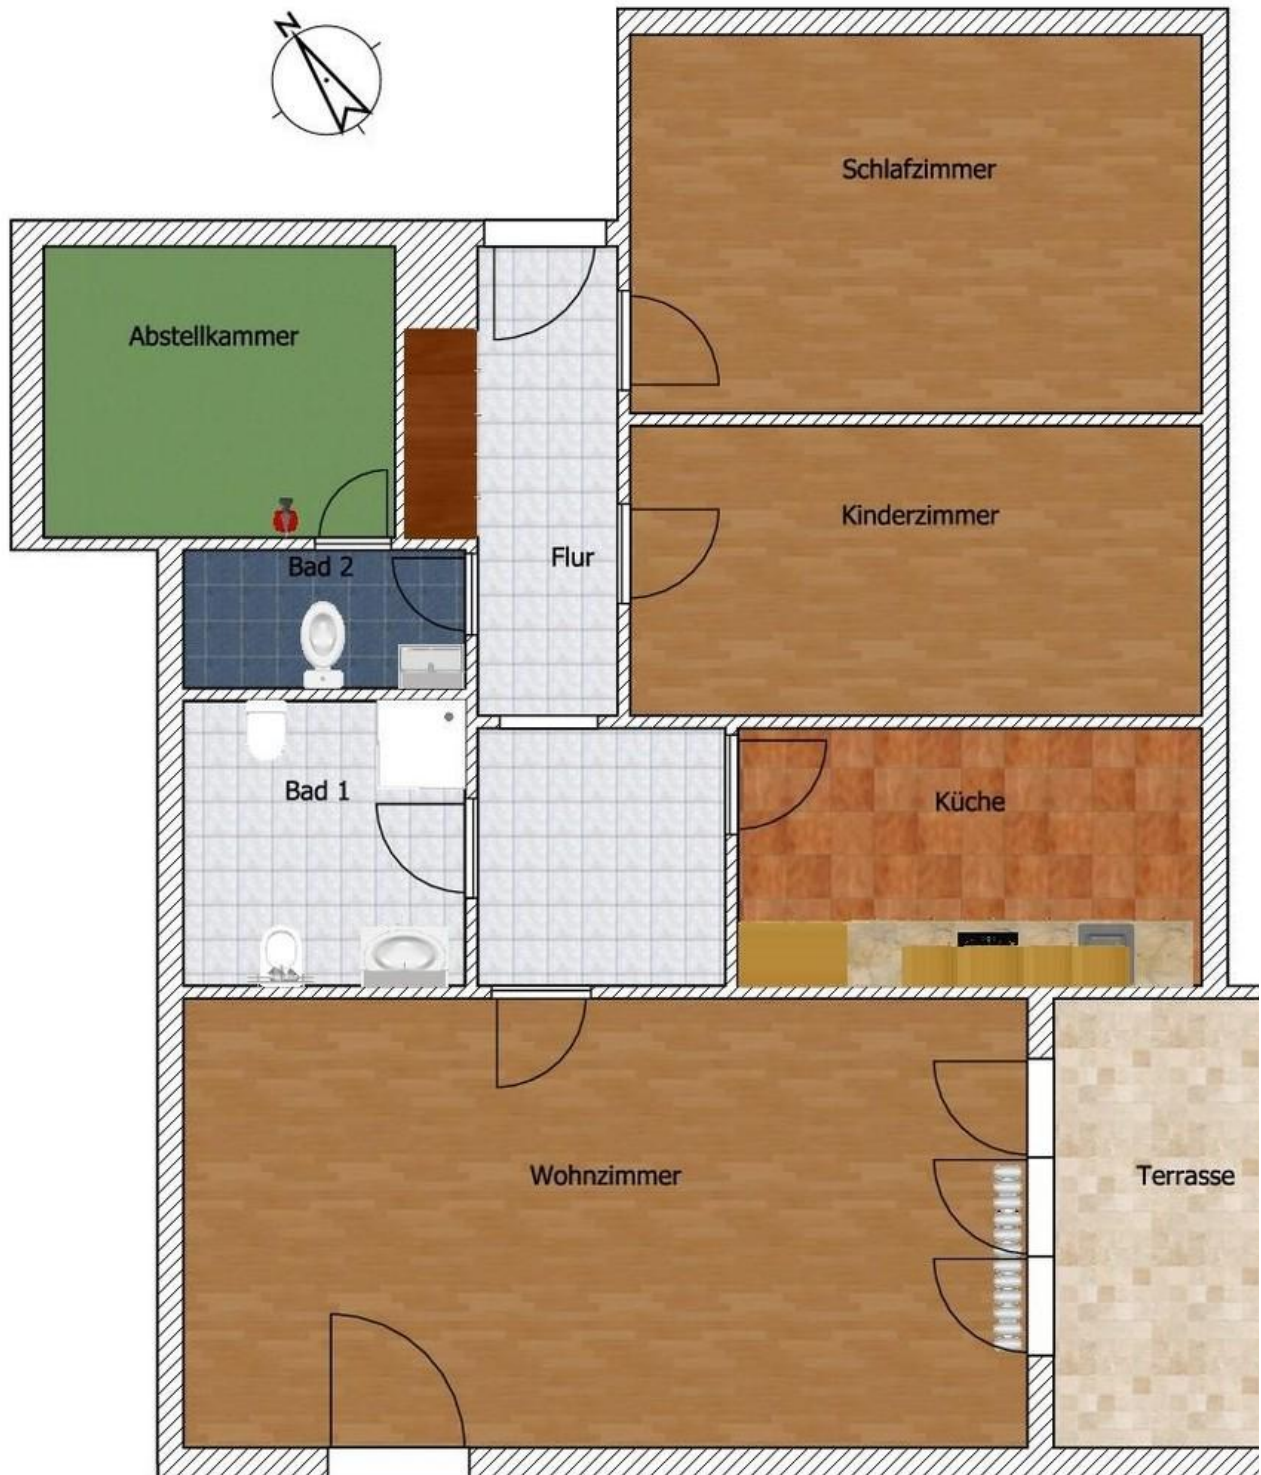 N
Schlafzimmer
Abstellkammer
Kinderzimmer
Flur
Bad 2
Bad 1
Küche
Wohnzimmer
Terrasse